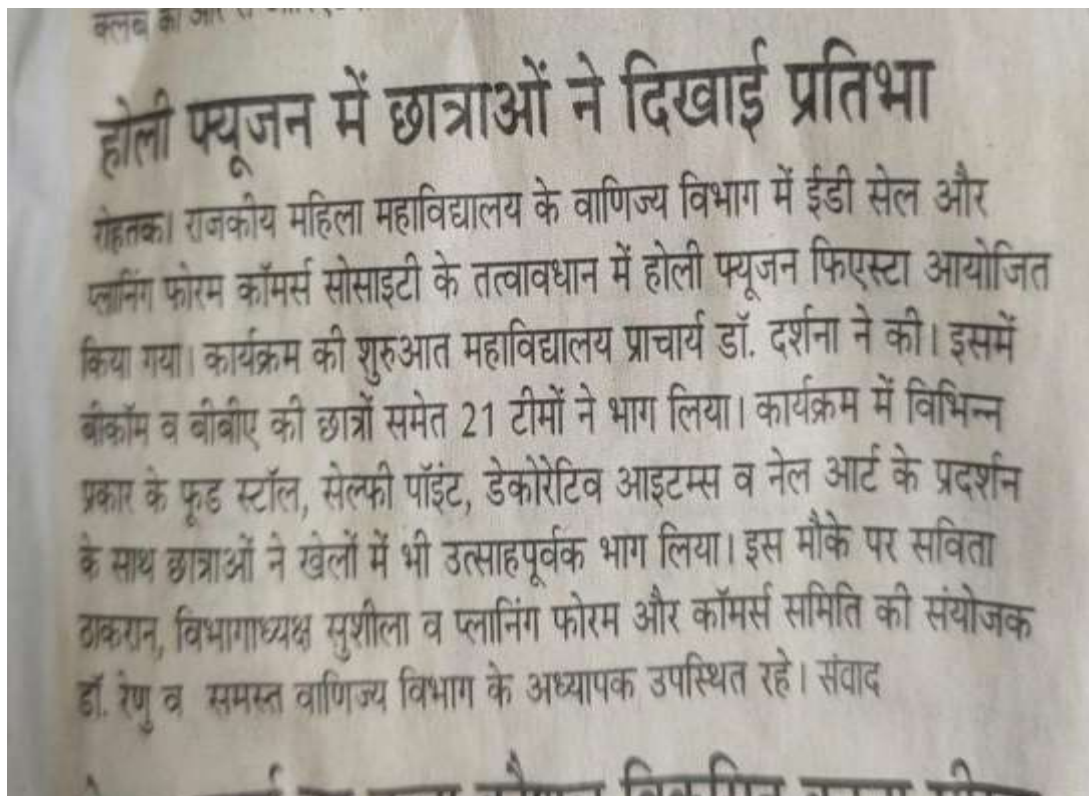 क्लब की ओर से
होली फ्यूजन में छात्राओं ने दिखाई प्रतिभा
रोहतक। राजकीय महिला महाविद्यालय के वाणिज्य विभाग में ईडी सेल और
प्लानिंग फोरम कॉमर्स सोसाइटी के तत्वावधान में होली फ्यूजन फिएस्टा आयोजित
किया गया। कार्यक्रम की शुरुआत महाविद्यालय प्राचार्य डॉ. दर्शना ने की। इसमें
बीकॉम व बीबीए की छात्रों समेत 21 टीमों ने भाग लिया। कार्यक्रम में विभिन्न
प्रकार के फूड स्टॉल, सेल्फी पॉइंट, डेकोरेटिव आइटम्स व नेल आर्ट के प्रदर्शन
के साथ छात्राओं ने खेलों में भी उत्साहपूर्वक भाग लिया। इस मौके पर सविता
ठाकरान, विभागाध्यक्ष सुशीला व प्लानिंग फोरम और कॉमर्स समिति की संयोजक
डॉ. रेणु व समस्त वाणिज्य विभाग के अध्यापक उपस्थित रहे। संवाद